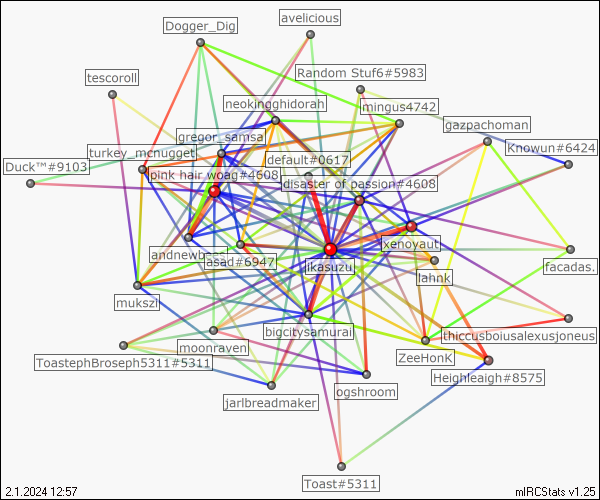 avelicious
Dogger_Dig
tescoroll
Random Stuf6#5983
neokingghidorah
mingus4742
gazpachoman
gregor_samsa
Knowun#6424
turkey_mcnugget
default#0617
Duck™#9103
pink hair woag#4608
disaster of passion#4608
xenoyaut
andnewbees
asad#6947
jikasuzu
lahnk
facadas.
mukszi
bigcitysamurai
thiccusboiusalexusjoneus
moonraven
ZeeHonk
ToastephBroseph5311#5311
Heighleaigh#8575
jarlbreadmaker
ogshroom
Toast#5311
2.1.2024 12:57
mIRCStats v1.25